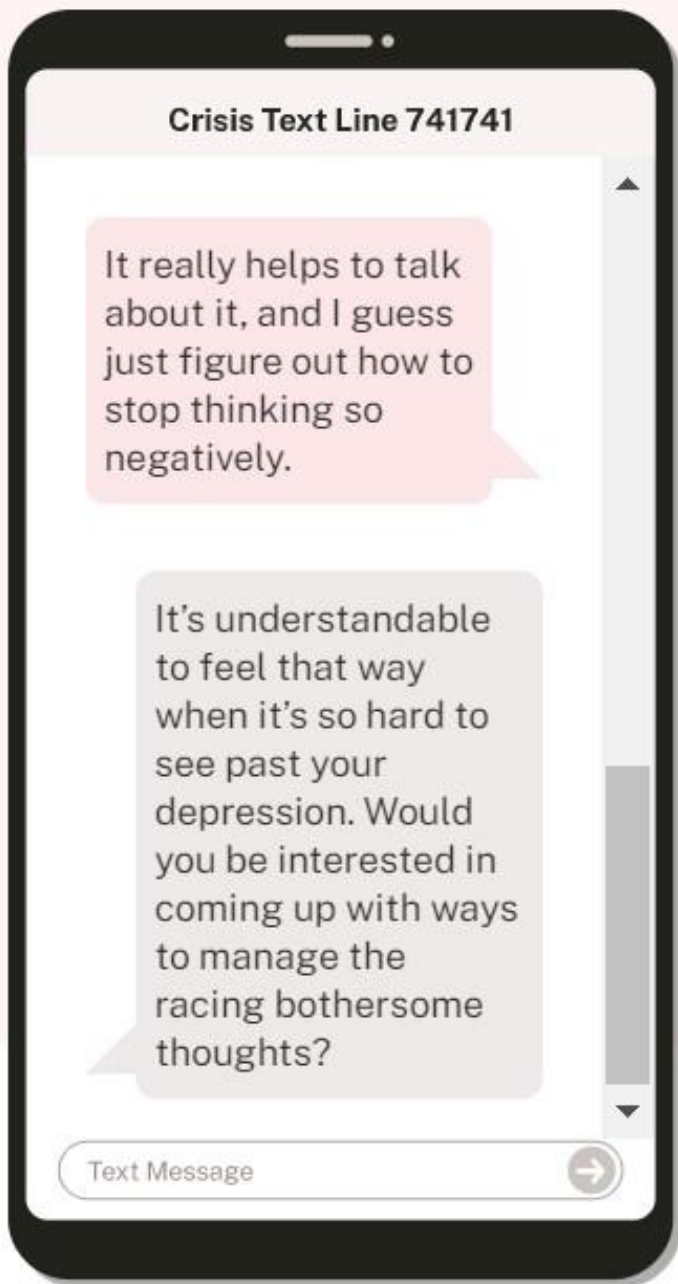 Crisis Text Line 741741
It really helps to talk
about it, and I guess
just figure out how to
stop thinking so
negatively.
It’s understandable
to feel that way
when it’s so hard to
see past your
depression. Would
you be interested in
coming up with ways
to manage the
racing bothersome
thoughts?
Text Message